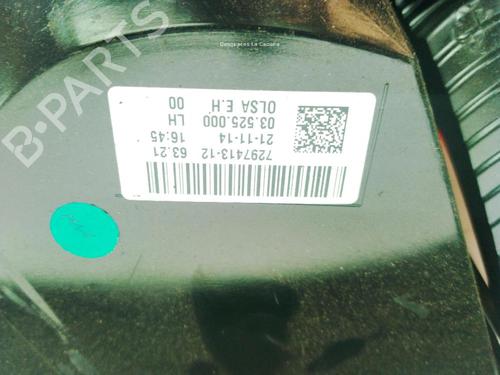 B-PARTS
Desguaces La Cabaña
7297413-12 63.21
21-11-14 16:45
03.525.000 LH
OLSA E.H 00